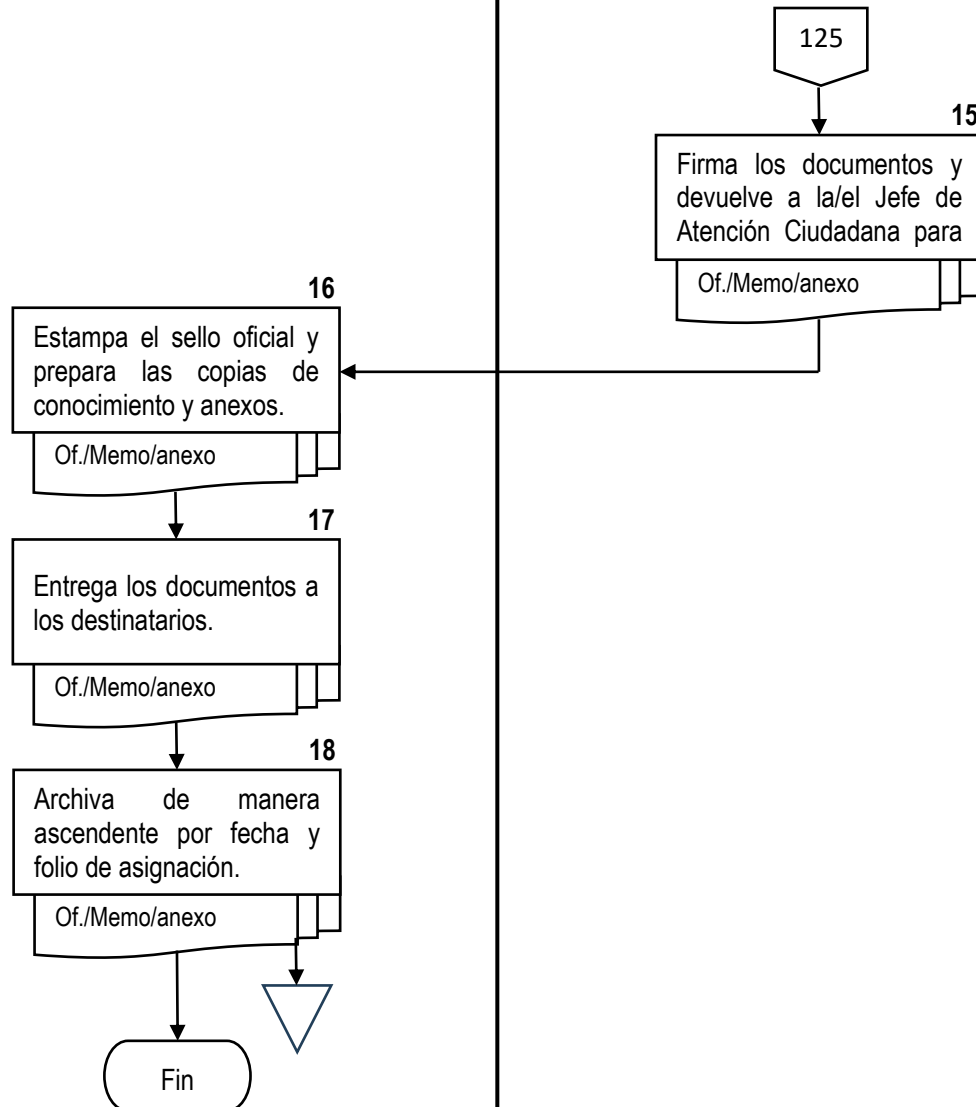 125
15
Firma los documentos y
devuelve a la/el Jefe de
Atención Ciudadana para
Of./Memo/anexo
16
Estampa el sello oficial y
prepara las copias de
conocimiento y anexos.
Of./Memo/anexo
17
Entrega los documentos a
los destinatarios.
Of./Memo/anexo
18
Archiva de manera
ascendente por fecha y
folio de asignación.
Of./Memo/anexo
Fin